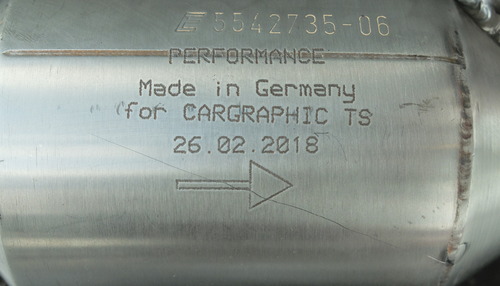 5542735-06
PERFORMANCE
Made in Germany
for CARGRAPHIC TS
26.02.2018